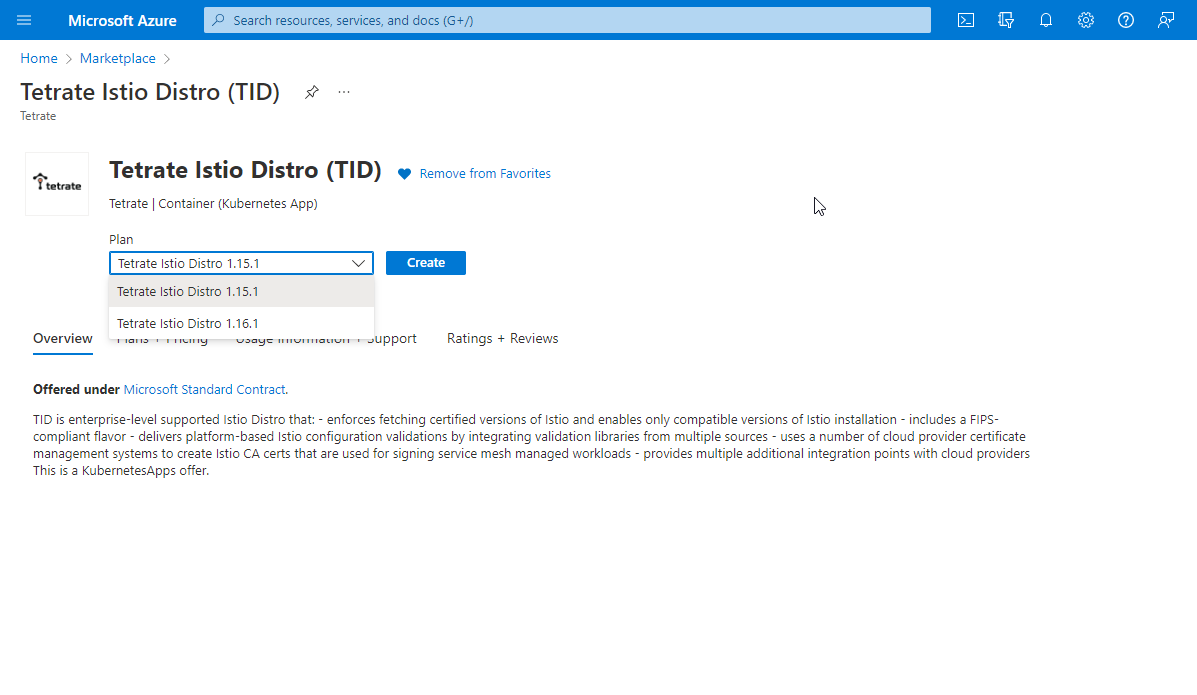 Microsoft Azure
Search resources, services, and docs (G+/)
Home > Marketplace >
Tetrate Istio Distro (TID)
Tetrate
tetrate
Tetrate Istio Distro (TID)
Remove from Favorites
Tetrate | Container (Kubernetes App)
Plan
Tetrate Istio Distro 1.15.1
Create
Tetrate Istio Distro 1.15.1
Tetrate Istio Distro 1.16.1
Overview
Plans + Pricing
Usage Information + Support
Ratings + Reviews
Offered under Microsoft Standard Contract.
TID is enterprise-level supported Istio Distro that: - enforces fetching certified versions of Istio and enables only compatible versions of Istio installation - includes a FIPS-
compliant flavor - delivers platform-based Istio configuration validations by integrating validation libraries from multiple sources - uses a number of cloud provider certificate
management systems to create Istio CA certs that are used for signing service mesh managed workloads - provides multiple additional integration points with cloud providers
This is a KubernetesApps offer.